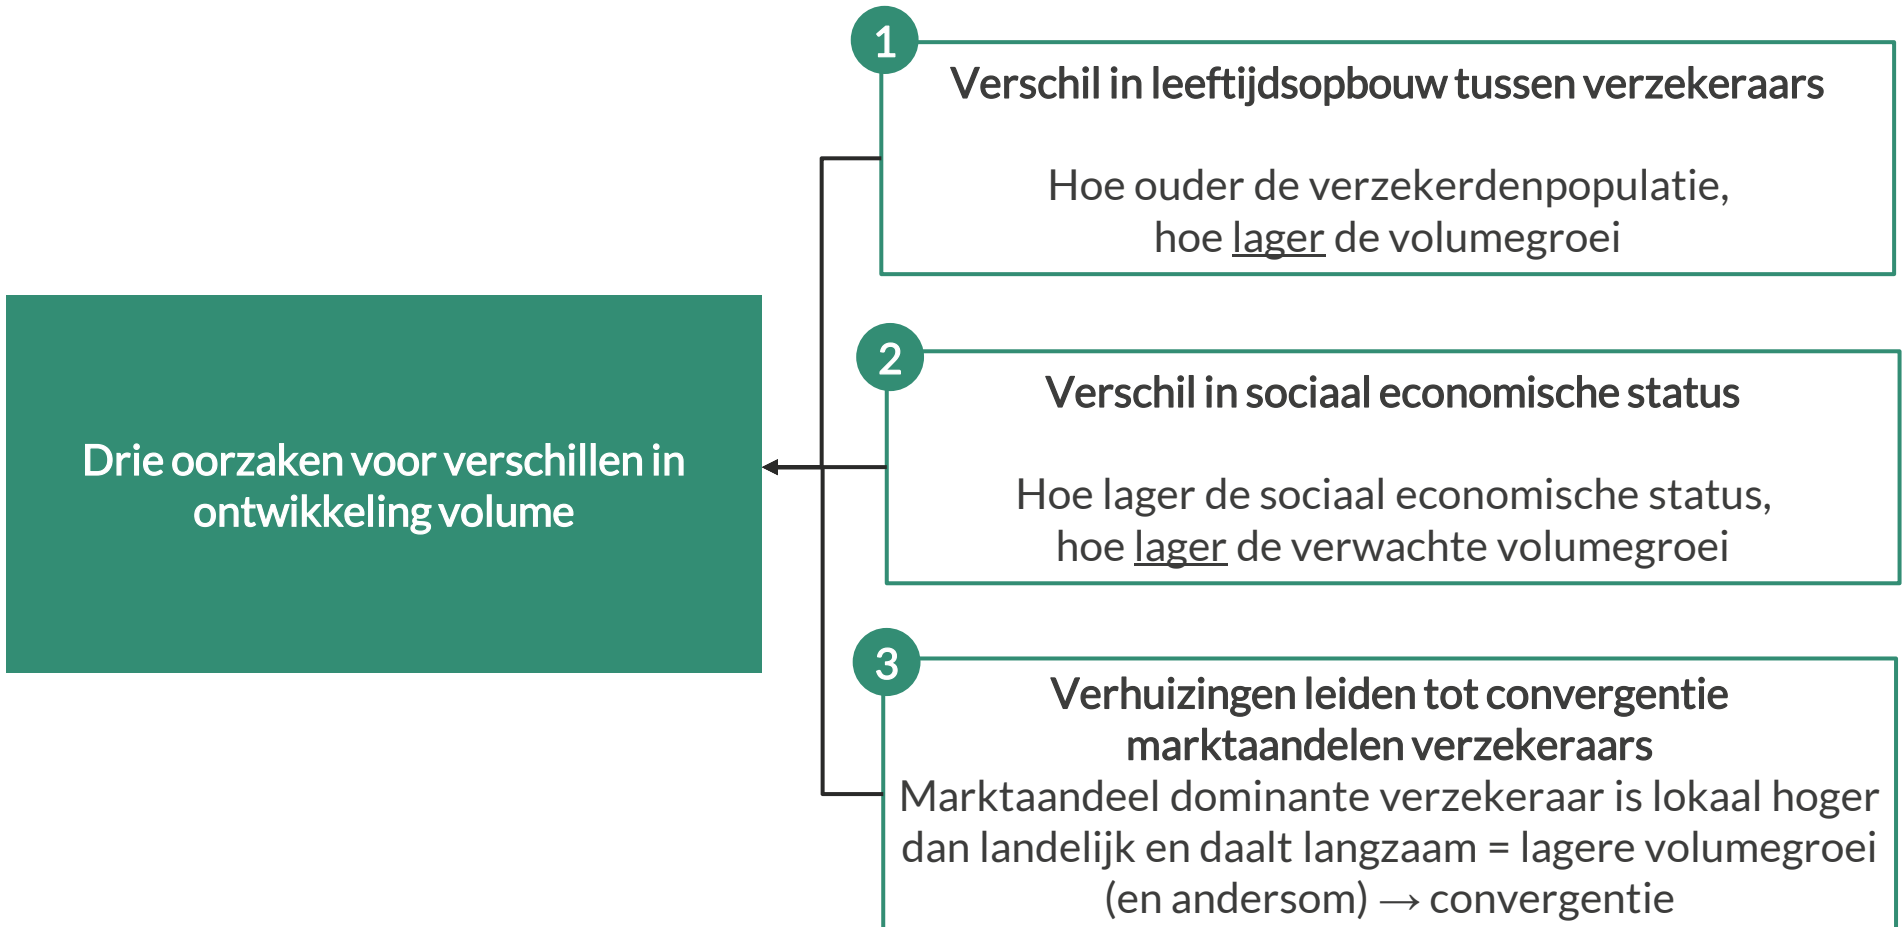 1
Verschil in leeftijdsopbouw tussen verzekeraars
Hoe ouder de verzekerdenpopulatie,
hoe lager de volumegroei
Drie oorzaken voor verschillen in
ontwikkeling volume
2
Verschil in sociaal economische status
Hoe lager de sociaal economische status,
hoe lager de verwachte volumegroei
3
Verhuizingen leiden tot convergentie
marktaandelen verzekeraars
Marktaandeel dominante verzekeraar is lokaal hoger
dan landelijk en daalt langzaam = lagere volumegroei
(en andersom) → convergentie